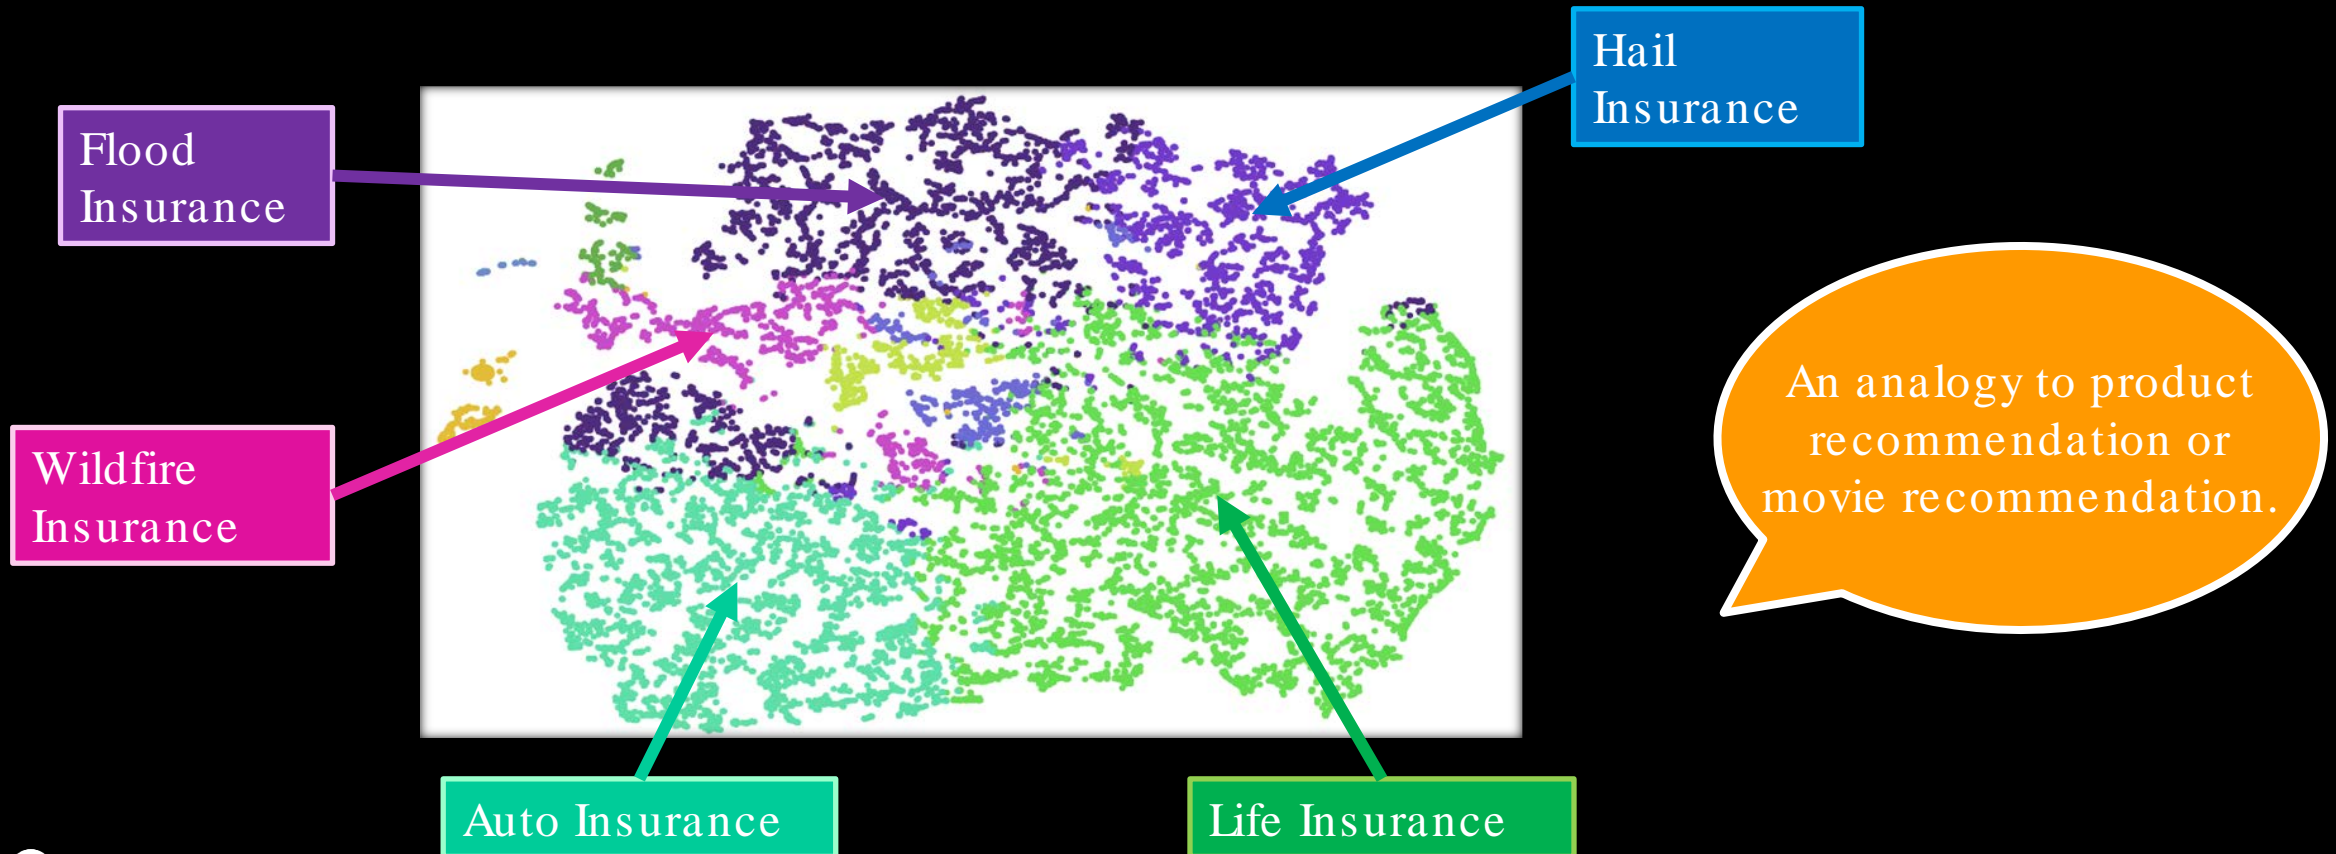 Hail
Insurance
Flood
Insurance
Wildfire
Insurance
An analogy to product
recommendation or
movie recommendation.
Auto Insurance
Life Insurance